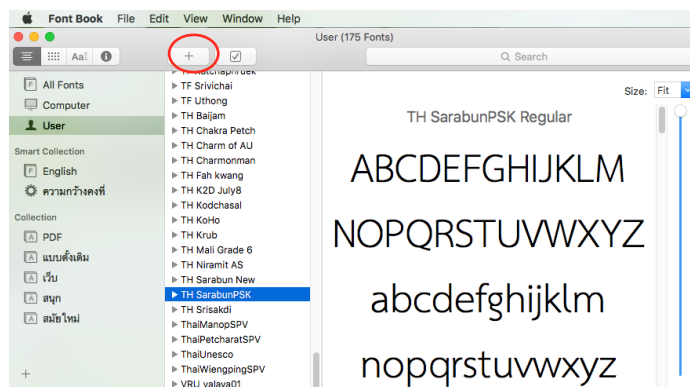 Font Book File Edit View Window Help
User (175 Fonts)
Aa
Search
All Fonts
Computer
User
Smart Collection
English
ความกว้างคงที่
Collection
PDF
แบบดั้งเดิม
เว็บ
สนุก
สมัยใหม่
TF Srivichai
TF Uthong
TH Baijam
TH Chakra Petch
TH Charm of AU
TH Charmonman
TH Fah kwang
TH K2D July8
TH Kodchasal
TH KoHo
TH Krub
TH Mali Grade 6
TH Niramit AS
TH Sarabun New
TH SarabunPSK
TH Srisakdi
ThaiManopSPV
ThaiPetcharatSPV
ThaiUnesco
ThaiWengpingSPV
VRU valaya01
Size: Fit
TH SarabunPSK Regular
ABCDEFGHIJKLM
NOPQRSTUVWXYZ
abcdefghijklm
nopqrstuvwxyz